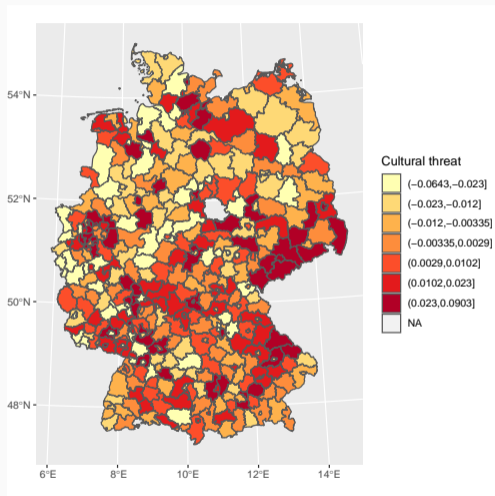 54°N
52°N
50°N
48°N
6°E 8°E 10°E 12°E 14°E
Cultural threat
(−0.0643,−0.023]
(−0.023,−0.012]
(−0.012,−0.00335]
(−0.00335,0.0029]
(0.0029,0.0102]
(0.0102,0.023]
(0.023,0.0903]
NA